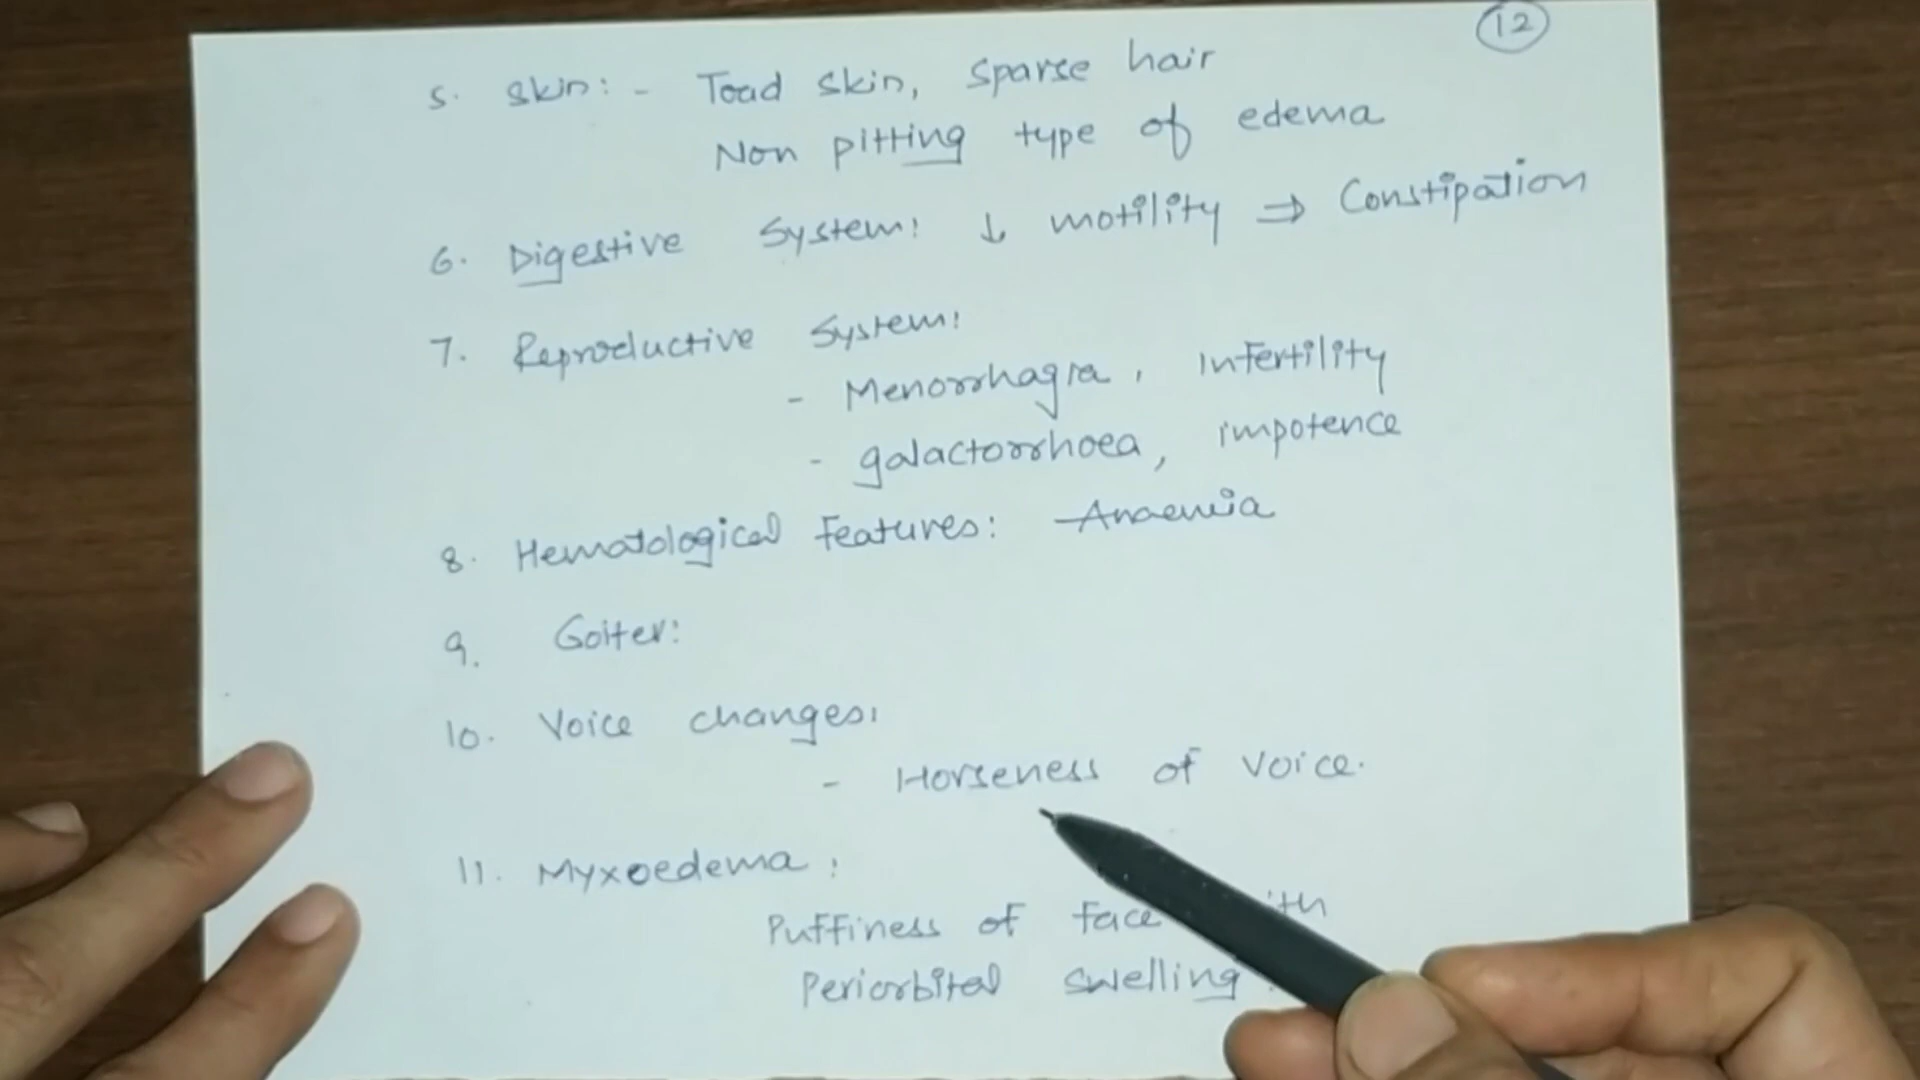 12
5. Skin: - Toad skin, sparse hair
Non pitting type of edema
6. Digestive System: ↓ motility ⇒ Constipation
7. Reproductive System:
- Menorrhagia, Infertility
- galactorrhoea, impotence
8. Hematological Features: Anaemia
9. Goiter:
10. Voice changes:
- Horseness of voice.
11. Myxoedema:
Puffiness of face
Periorbital swelling